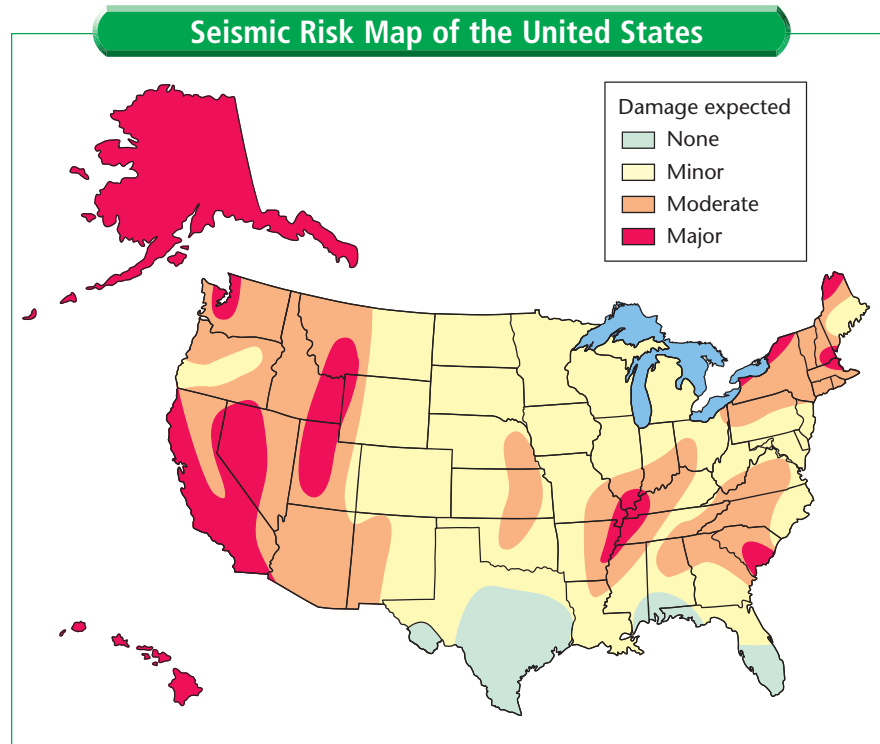 Seismic Risk Map of the United States
Damage expected
None
Minor
Moderate
Major